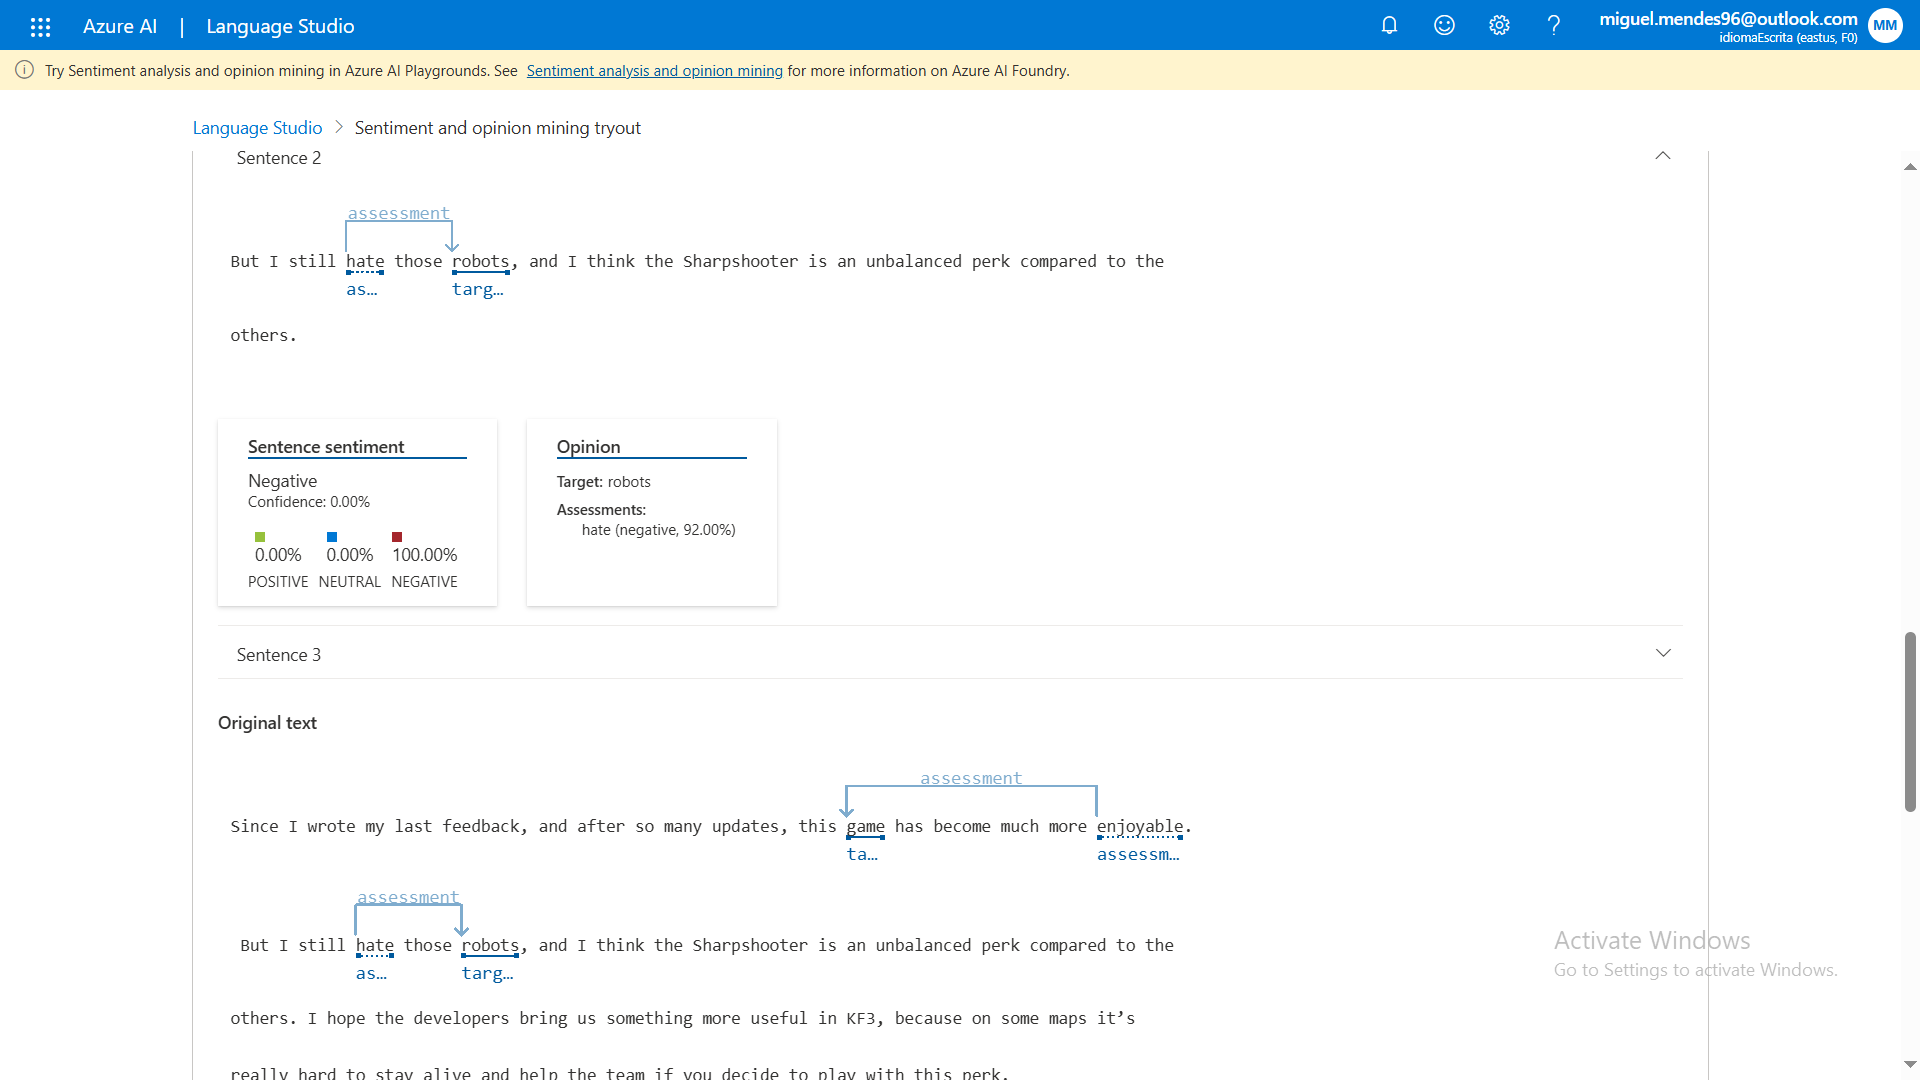 Azure AI | Language Studio
miguel.mendes96@outlook.com
idiomaEscrita (eastus, F0)
MM
Try Sentiment analysis and opinion mining in Azure AI Playgrounds. See Sentiment analysis and opinion mining for more information on Azure AI Foundry.
Language Studio > Sentiment and opinion mining tryout
Sentence 2
assessment
But I still hate those robots, and I think the Sharpshooter is an unbalanced perk compared to the
as… targ…
others.
Sentence sentiment
Negative
Confidence: 0.00%
0.00% 0.00% 100.00%
POSITIVE NEUTRAL NEGATIVE
Opinion
Target: robots
Assessments:
hate (negative, 92.00%)
Sentence 3
Original text
assessment
Since I wrote my last feedback, and after so many updates, this game has become much more enjoyable.
ta… assessm…
assessment
But I still hate those robots, and I think the Sharpshooter is an unbalanced perk compared to the
as… targ…
others. I hope the developers bring us something more useful in KF3, because on some maps it’s
really hard to stay alive and help the team if you decide to play with this perk.
Activate Windows
Go to Settings to activate Windows.